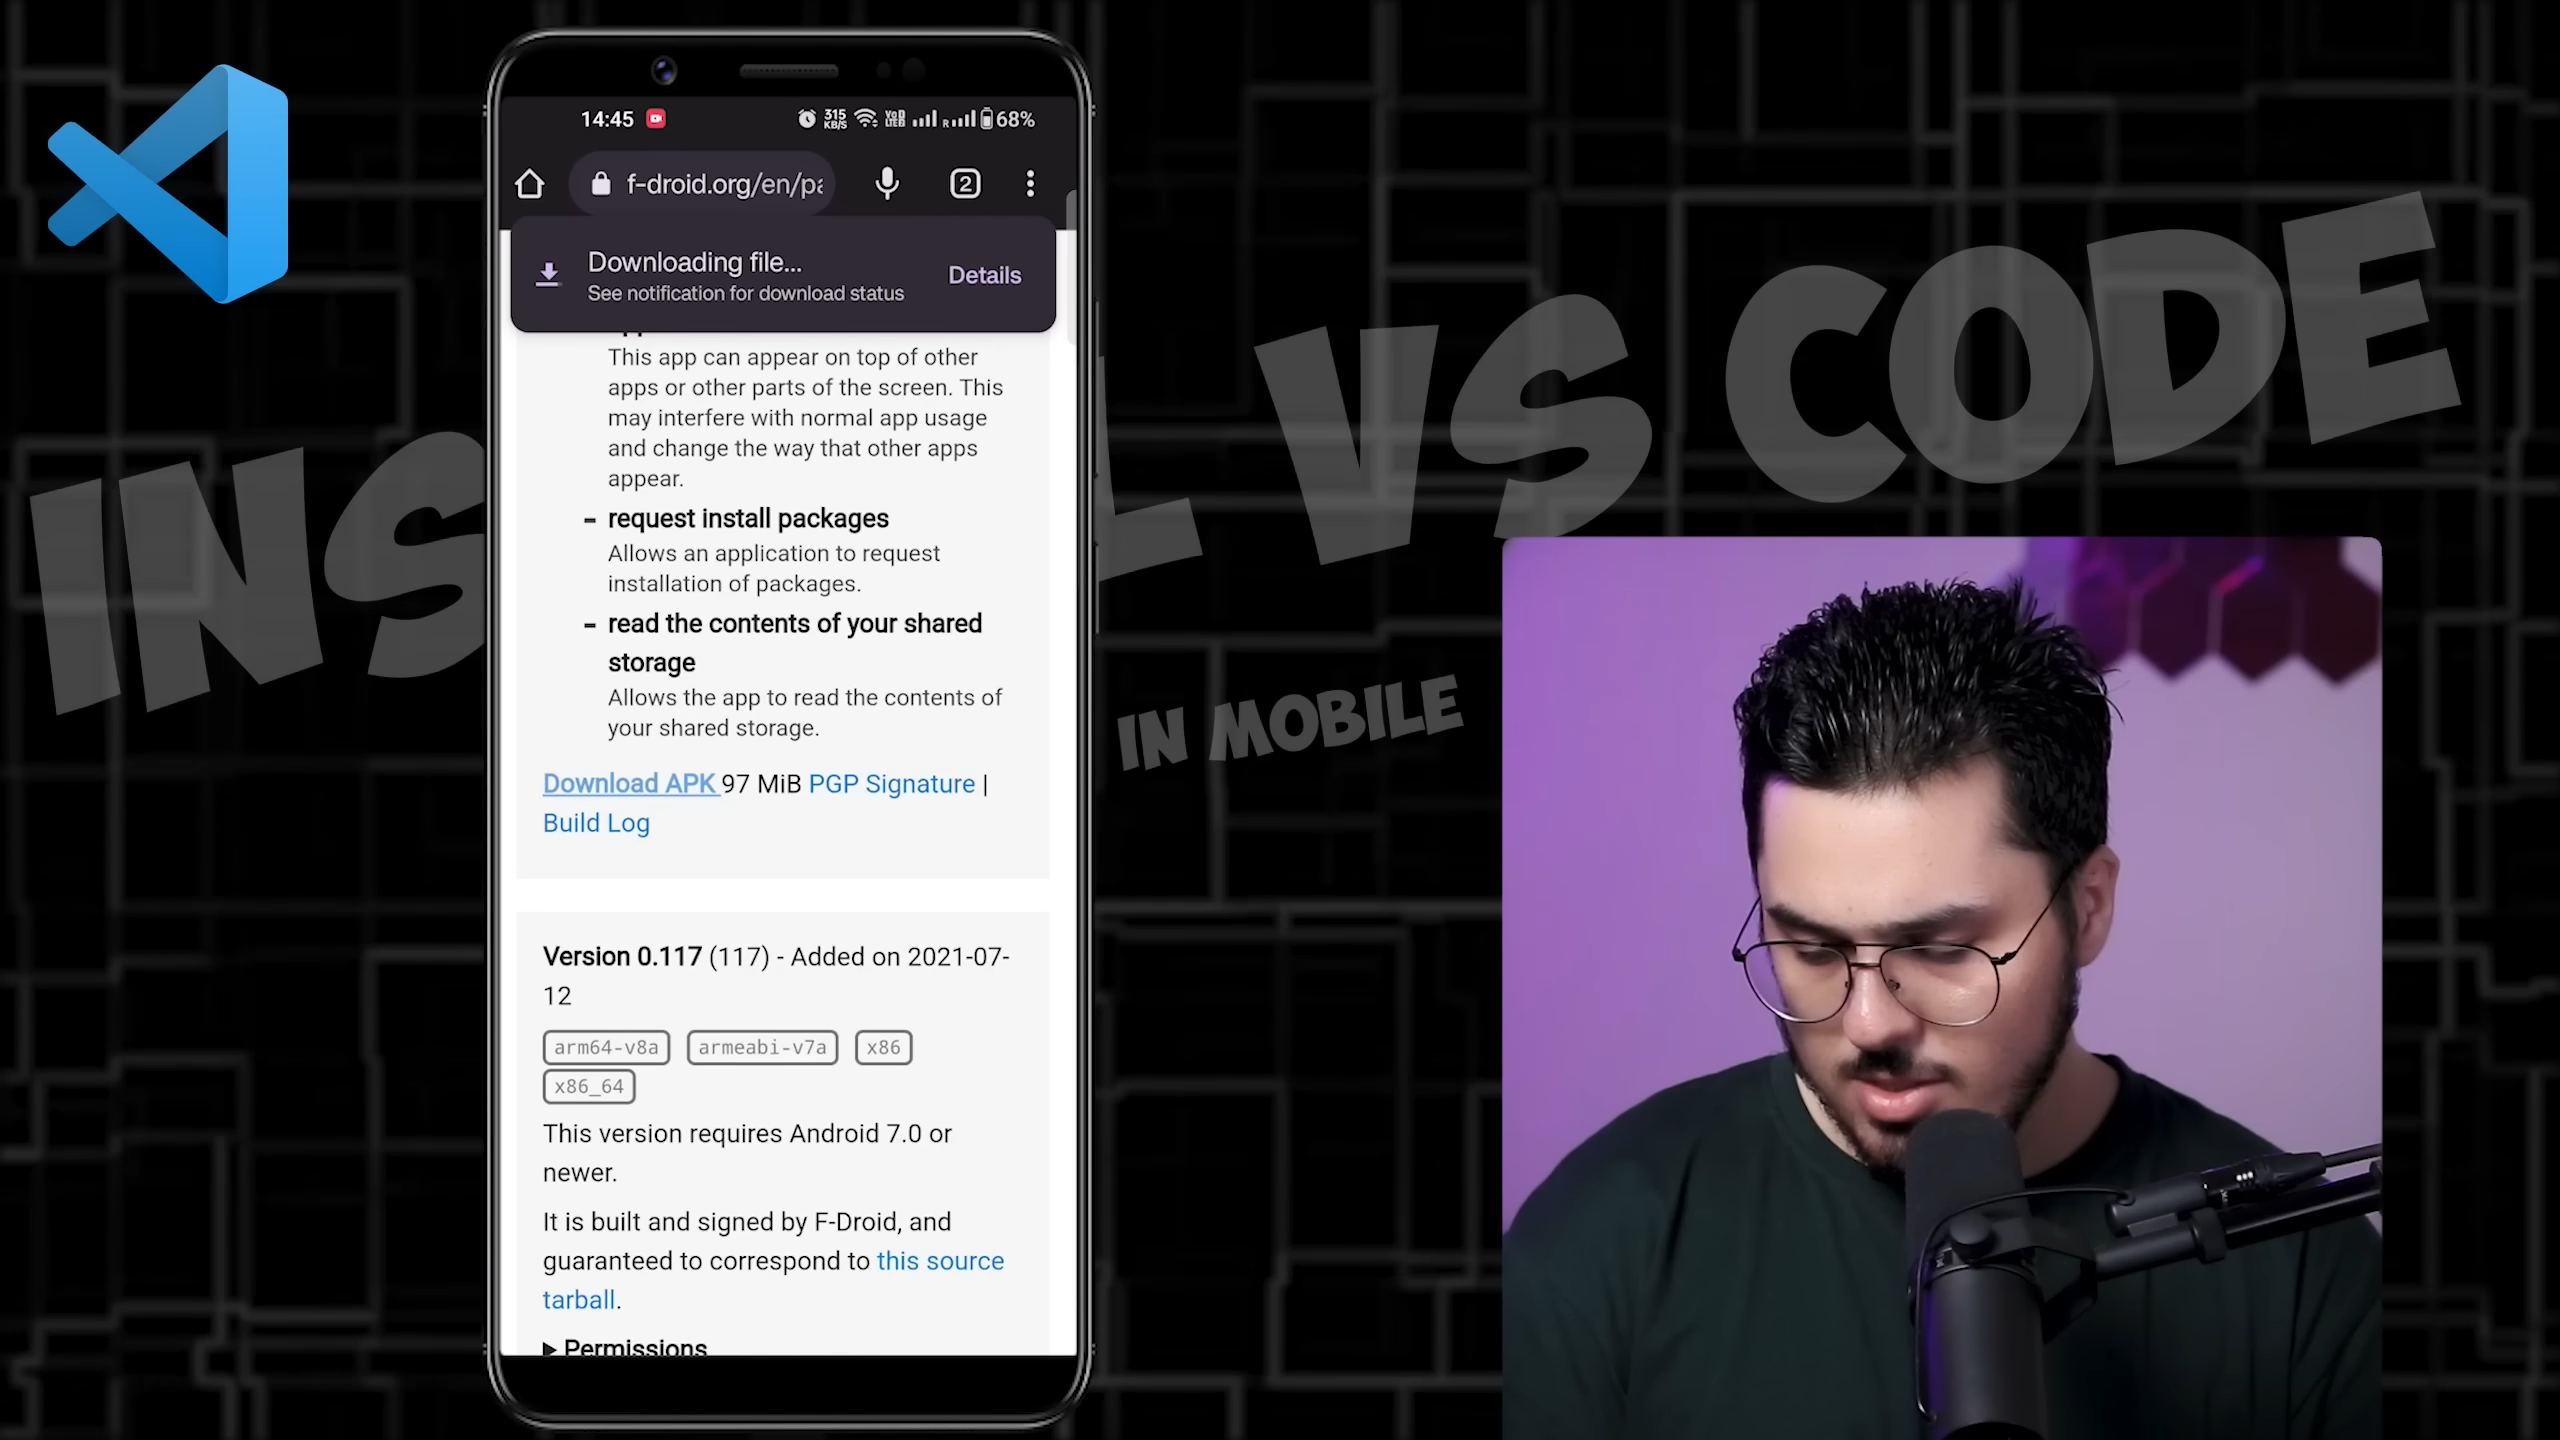 14:45
315 KB/S
68%
f-droid.org/en/pa
2
Downloading file...
See notification for download status
Details
This app can appear on top of other
apps or other parts of the screen. This
may interfere with normal app usage
and change the way that other apps
appear.
- request install packages
Allows an application to request
installation of packages.
- read the contents of your shared
storage
Allows the app to read the contents of
your shared storage.
Download APK 97 MiB PGP Signature |
Build Log
Version 0.117 (117) - Added on 2021-07-
12
arm64-v8a armeabi-v7a x86
x86_64
This version requires Android 7.0 or
newer.
It is built and signed by F-Droid, and
guaranteed to correspond to this source
tarball.
Permissions
INS L VS CODE
IN MOBILE